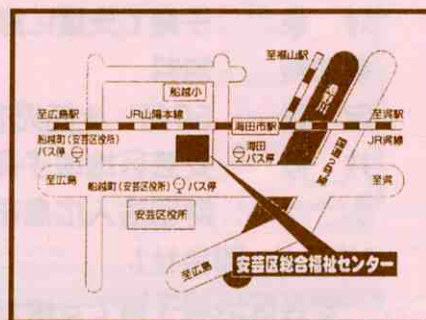 至福山駅
船越小
瀬野川
至広島駅
JR山陽本線
海田市駅
至呉駅
JR呉線
船越町(安芸区役所)
バス停
海田
バス停
国道2号線
至広島
船越町(安芸区役所)
バス停
至呉
安芸区役所
安芸区総合福祉センター
至広島